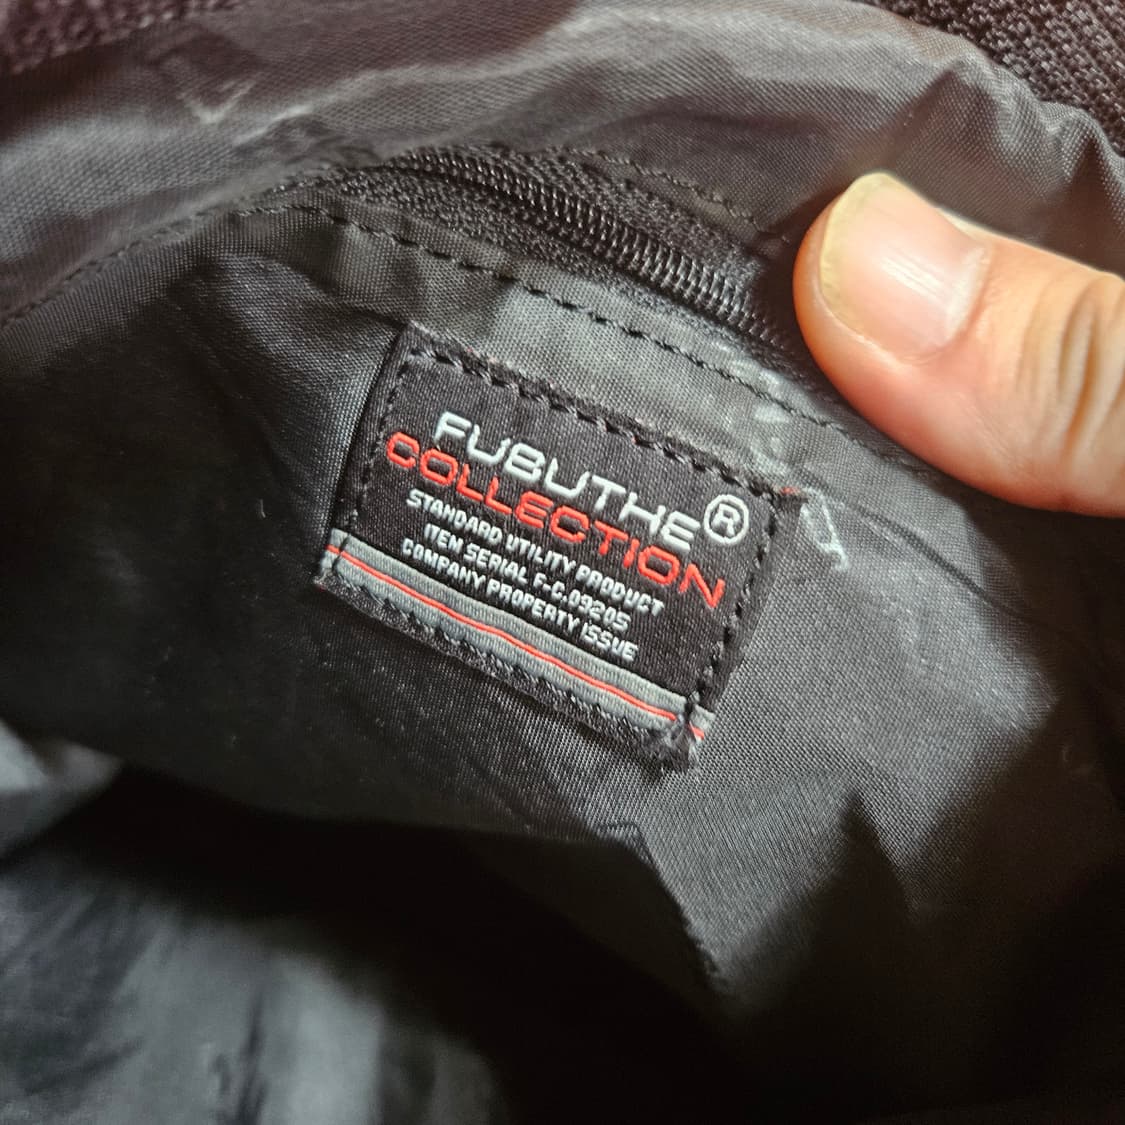 FUBUTHE®
COLLECTION
STANDARD UTILITY PRODUCT
ITEM SERIAL F-C.09205
COMPANY PROPERTY ISSUE